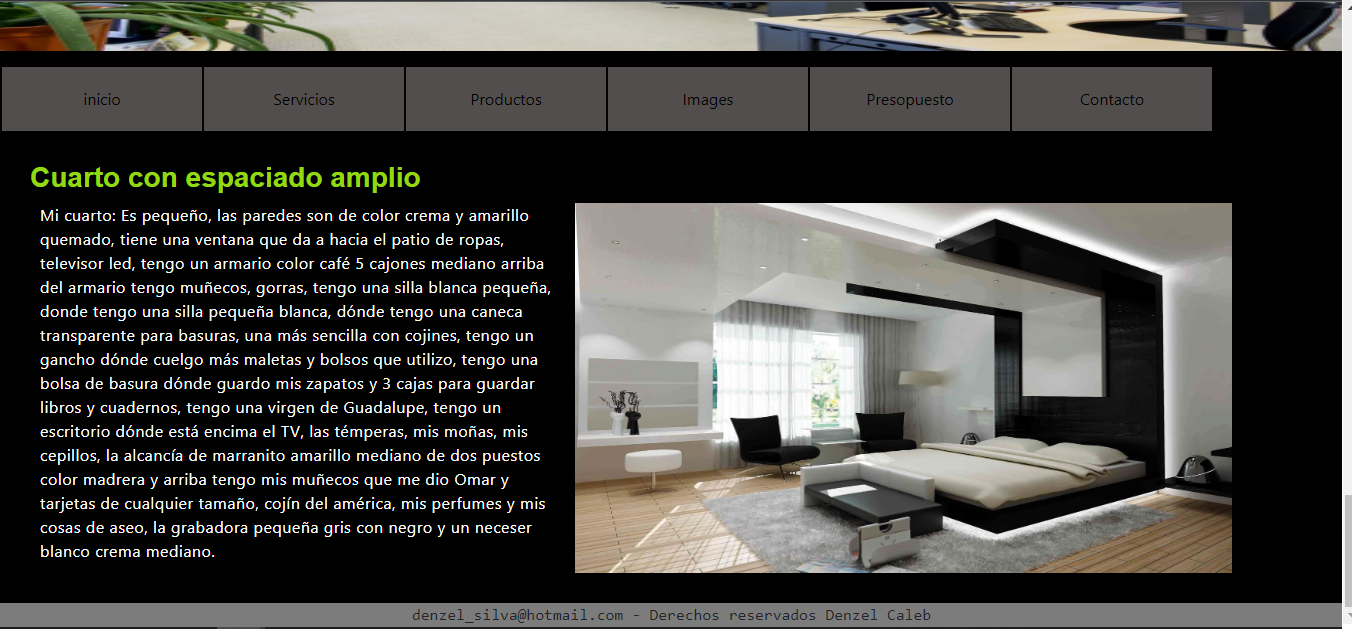 inicio Servicios Productos Images Presopuesto Contacto
Cuarto con espaciado amplio
Mi cuarto: Es pequeño, las paredes son de color crema y amarillo
quemado, tiene una ventana que da a hacia el patio de ropas,
televisor led, tengo un armario color café 5 cajones mediano arriba
del armario tengo muñecos, gorras, tengo una silla blanca pequeña,
donde tengo una silla pequeña blanca, dónde tengo una caneca
transparente para basuras, una más sencilla con cojines, tengo un
gancho dónde cuelgo más maletas y bolsos que utilizo, tengo una
bolsa de basura dónde guardo mis zapatos y 3 cajas para guardar
libros y cuadernos, tengo una virgen de Guadalupe, tengo un
escritorio dónde está encima el TV, las témperas, mis moñas, mis
cepillos, la alcancía de marranito amarillo mediano de dos puestos
color madrera y arriba tengo mis muñecos que me dio Omar y
tarjetas de cualquier tamaño, cojín del américa, mis perfumes y mis
cosas de aseo, la grabadora pequeña gris con negro y un neceser
blanco crema mediano.
denzel_silva@hotmail.com - Derechos reservados Denzel Caleb